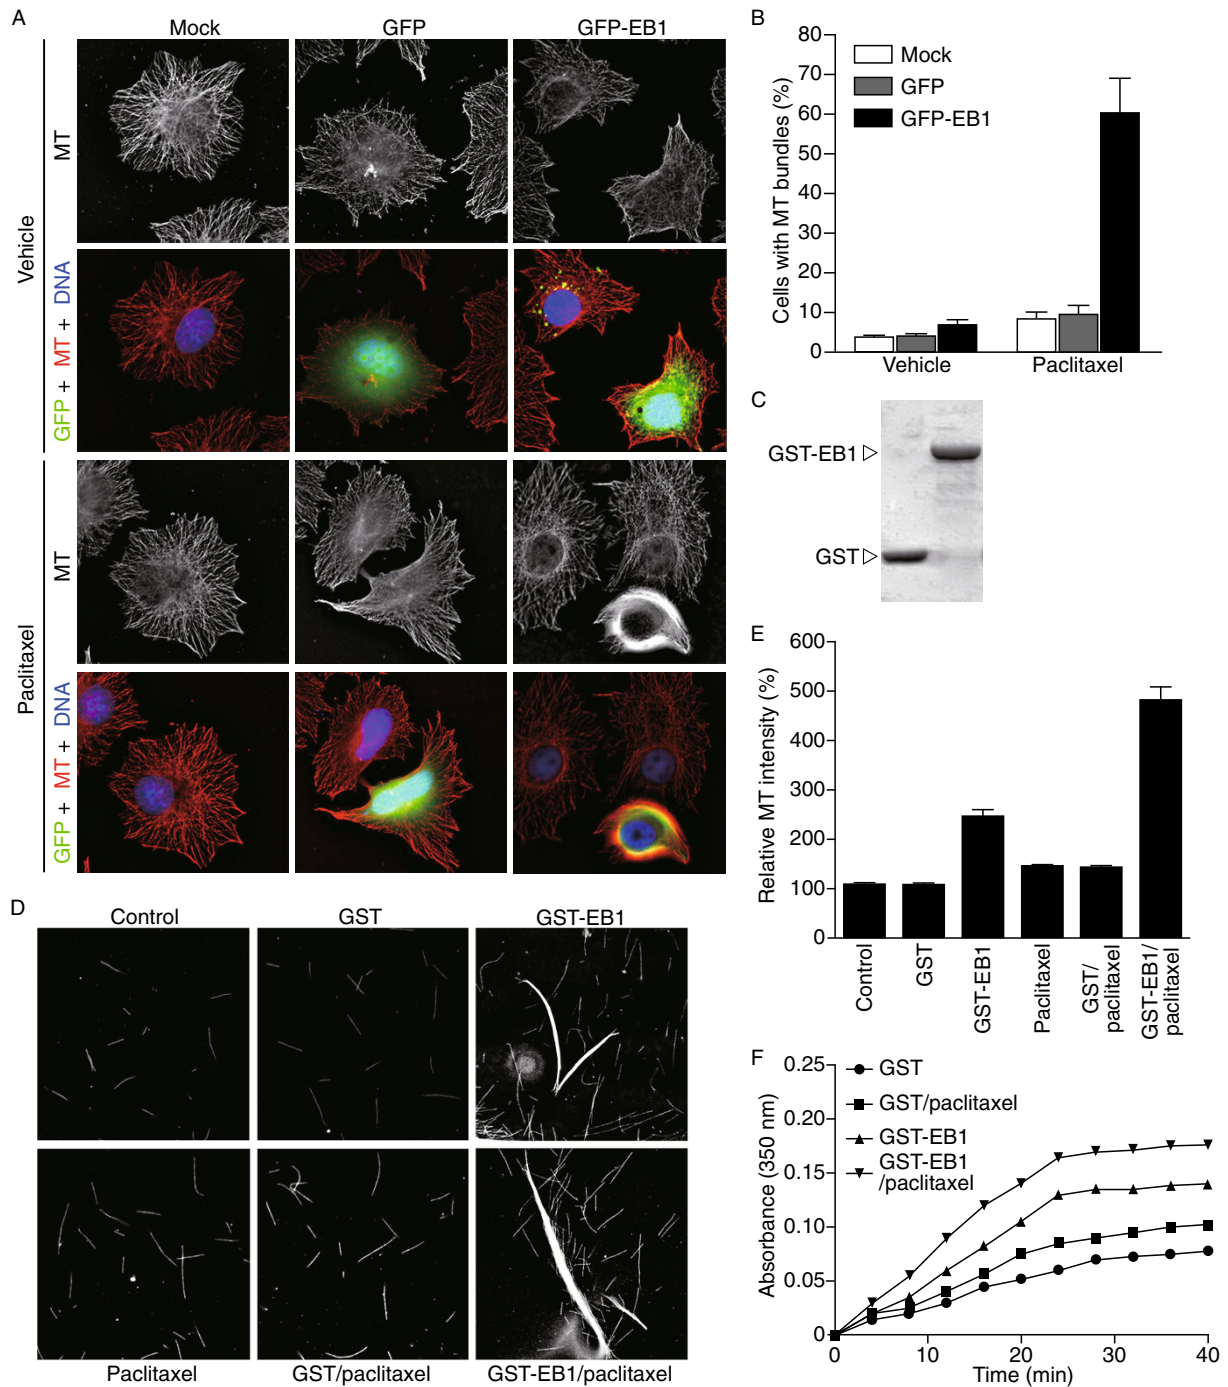 A
Mock
GFP
GFP-EB1
Vehicle
MT
GFP + MT + DNA
Paclitaxel
MT
GFP + MT + DNA
B
Cells with MT bundles (%)
80
70
60
50
40
30
20
10
0
Mock
GFP
GFP-EB1
Vehicle
Paclitaxel
C
GST-EB1
GST
D
Control
GST
GST-EB1
Paclitaxel
GST/paclitaxel
GST-EB1/paclitaxel
E
Relative MT intensity (%)
600
500
400
300
200
100
0
Control
GST
GST-EB1
Paclitaxel
GST/
paclitaxel
GST-EB1/
paclitaxel
F
Absorbance (350 nm)
0.25
0.20
0.15
0.10
0.05
0
GST
GST/paclitaxel
GST-EB1
GST-EB1
/paclitaxel
0
10
20
30
40
Time (min)